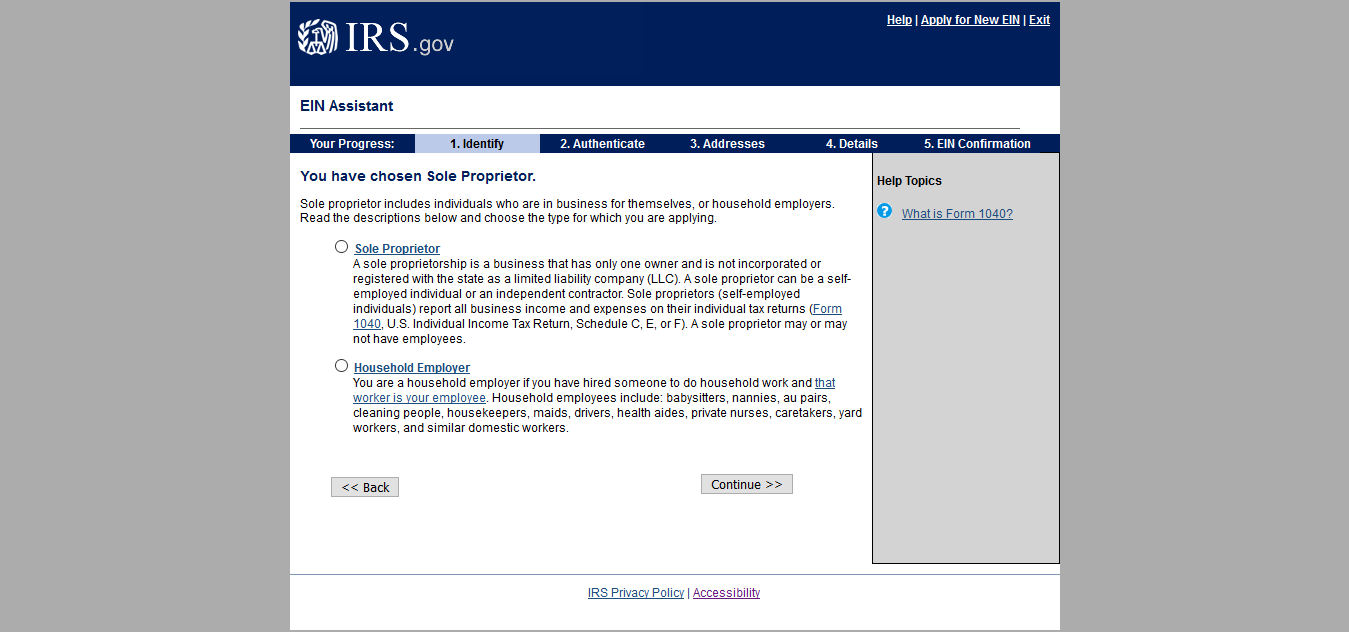 IRS.gov
Help | Apply for New EIN | Exit
EIN Assistant
Your Progress: 1. Identify 2. Authenticate 3. Addresses 4. Details 5. EIN Confirmation
You have chosen Sole Proprietor.
Sole proprietor includes individuals who are in business for themselves, or household employers.
Read the descriptions below and choose the type for which you are applying.
Sole Proprietor
A sole proprietorship is a business that has only one owner and is not incorporated or
registered with the state as a limited liability company (LLC). A sole proprietor can be a self-
employed individual or an independent contractor. Sole proprietors (self-employed
individuals) report all business income and expenses on their individual tax returns (Form
1040, U.S. Individual Income Tax Return, Schedule C, E, or F). A sole proprietor may or may
not have employees.
Household Employer
You are a household employer if you have hired someone to do household work and that
worker is your employee. Household employees include: babysitters, nannies, au pairs,
cleaning people, housekeepers, maids, drivers, health aides, private nurses, caretakers, yard
workers, and similar domestic workers.
<< Back
Continue >>
Help Topics
? What is Form 1040?
IRS Privacy Policy | Accessibility